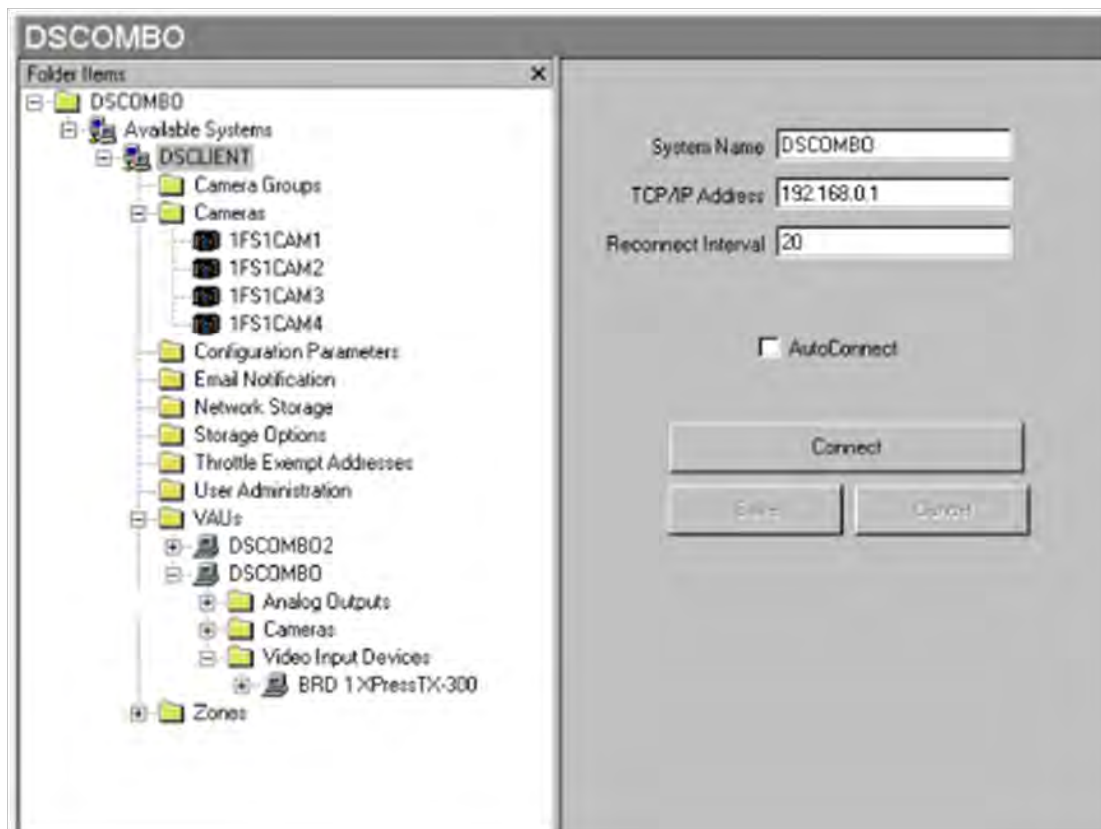 DSCOMBO
Folder Items
DSCOMBO
Available Systems
DSCLIENT
Camera Groups
Cameras
1FS1CAM1
1FS1CAM2
1FS1CAM3
1FS1CAM4
Configuration Parameters
Email Notification
Network Storage
Storage Options
Throttle Exempt Addresses
User Administration
VAUs
DSCOMBO2
DSCOMBO
Analog Outputs
Cameras
Video Input Devices
BRD 1 XPressTX-300
Zones
System Name DSCOMBO
TCP/IP Address 192.168.0.1
Reconnect Interval 20
AutoConnect
Connect
Save Cancel